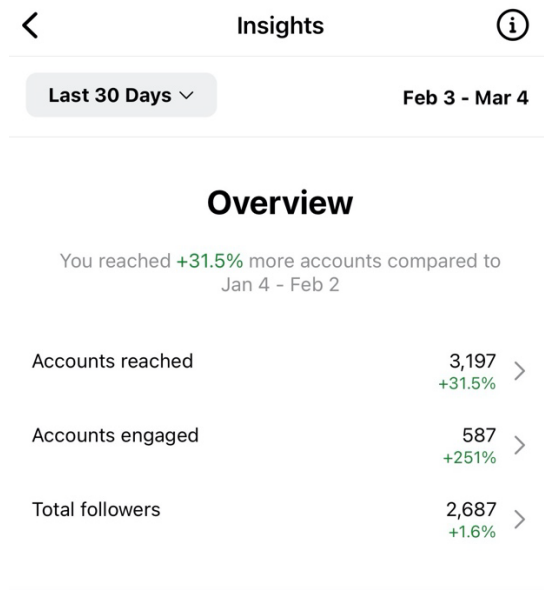 Insights
Last 30 Days
Feb 3 - Mar 4
Overview
You reached +31.5% more accounts compared to
Jan 4 - Feb 2
Accounts reached
3,197
+31.5%
Accounts engaged
587
+251%
Total followers
2,687
+1.6%